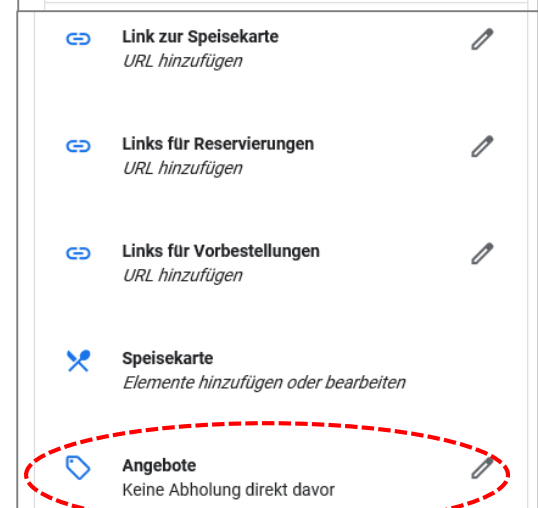 Link zur Speisekarte
URL hinzufügen
Links für Reservierungen
URL hinzufügen
Links für Vorbestellungen
URL hinzufügen
Speisekarte
Elemente hinzufügen oder bearbeiten
Angebote
Keine Abholung direkt davor